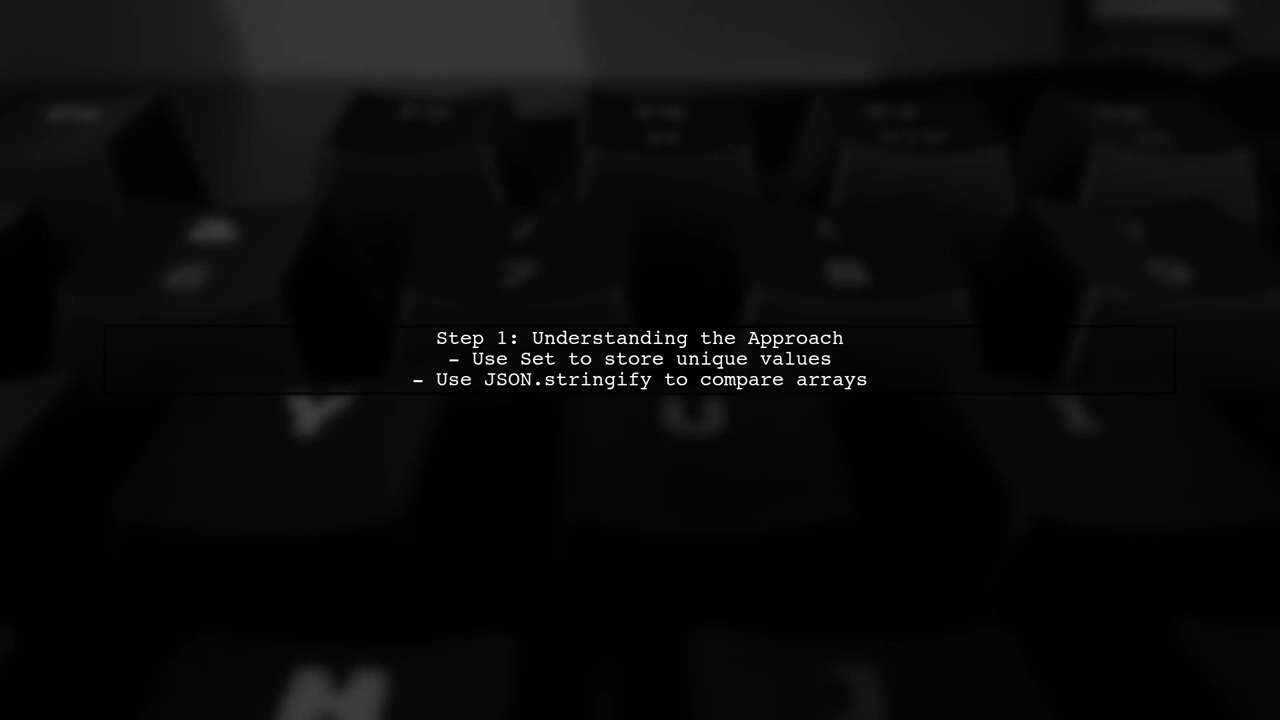 Step 1: Understanding the Approach
- Use Set to store unique values
- Use JSON.stringify to compare arrays